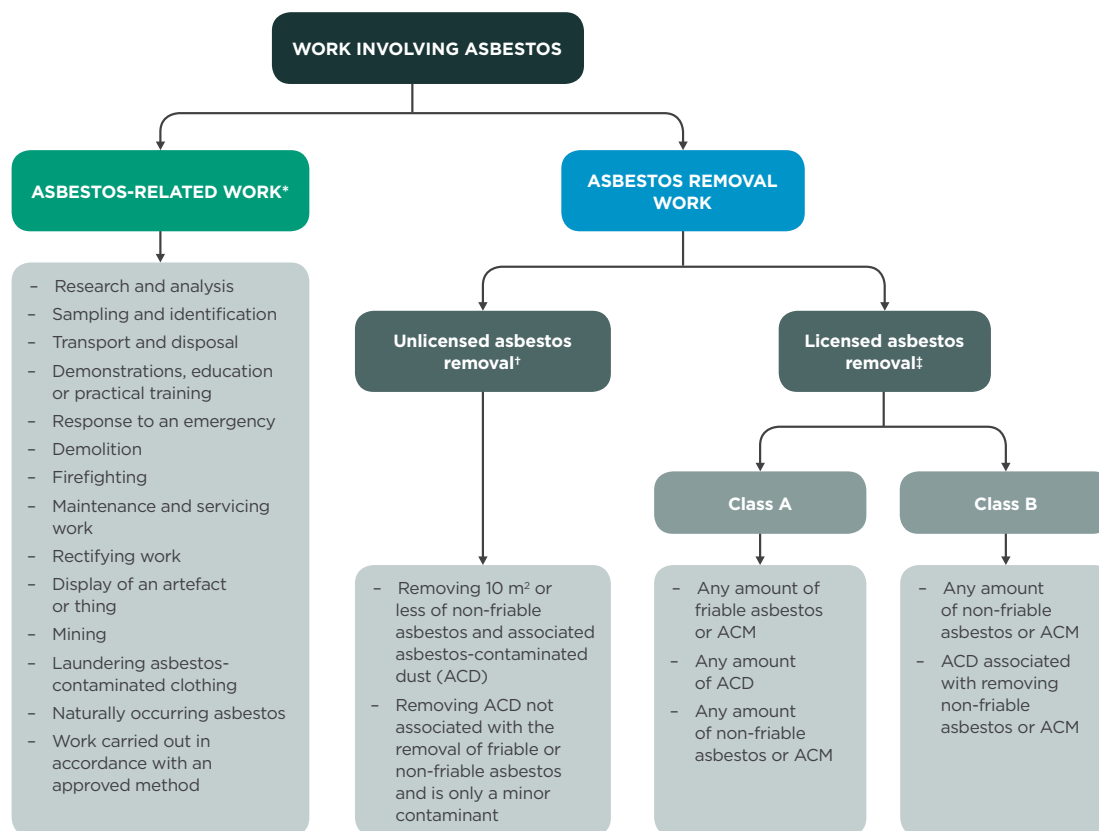 WORK INVOLVING ASBESTOS
ASBESTOS-RELATED WORK*
– Research and analysis
– Sampling and identification
– Transport and disposal
– Demonstrations, education
or practical training
– Response to an emergency
– Demolition
– Firefighting
– Maintenance and servicing
work
– Rectifying work
– Display of an artefact
or thing
– Mining
– Laundering asbestos-
contaminated clothing
– Naturally occurring asbestos
– Work carried out in
accordance with an
approved method
ASBESTOS REMOVAL
WORK
Unlicensed asbestos
removal†
– Removing 10 m² or
less of non-friable
asbestos and associated
asbestos-contaminated
dust (ACD)
– Removing ACD not
associated with the
removal of friable or
non-friable asbestos
and is only a minor
contaminant
Licensed asbestos
removal‡
Class A
– Any amount of
friable asbestos
or ACM
– Any amount
of ACD
– Any amount
of non-friable
asbestos or ACM
Class B
– Any amount
of non-friable
asbestos or ACM
– ACD associated
with removing
non-friable
asbestos or ACM